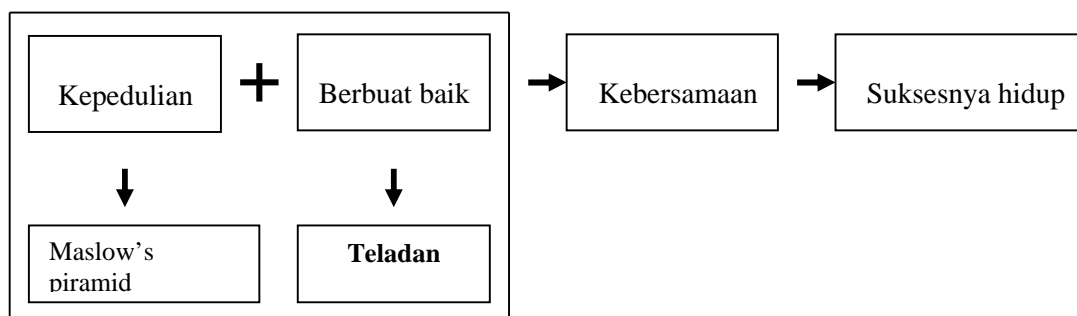 Kepedulian
Berbuat baik
Kebersamaan
Suksesnya hidup
Maslow’s
piramid
Teladan